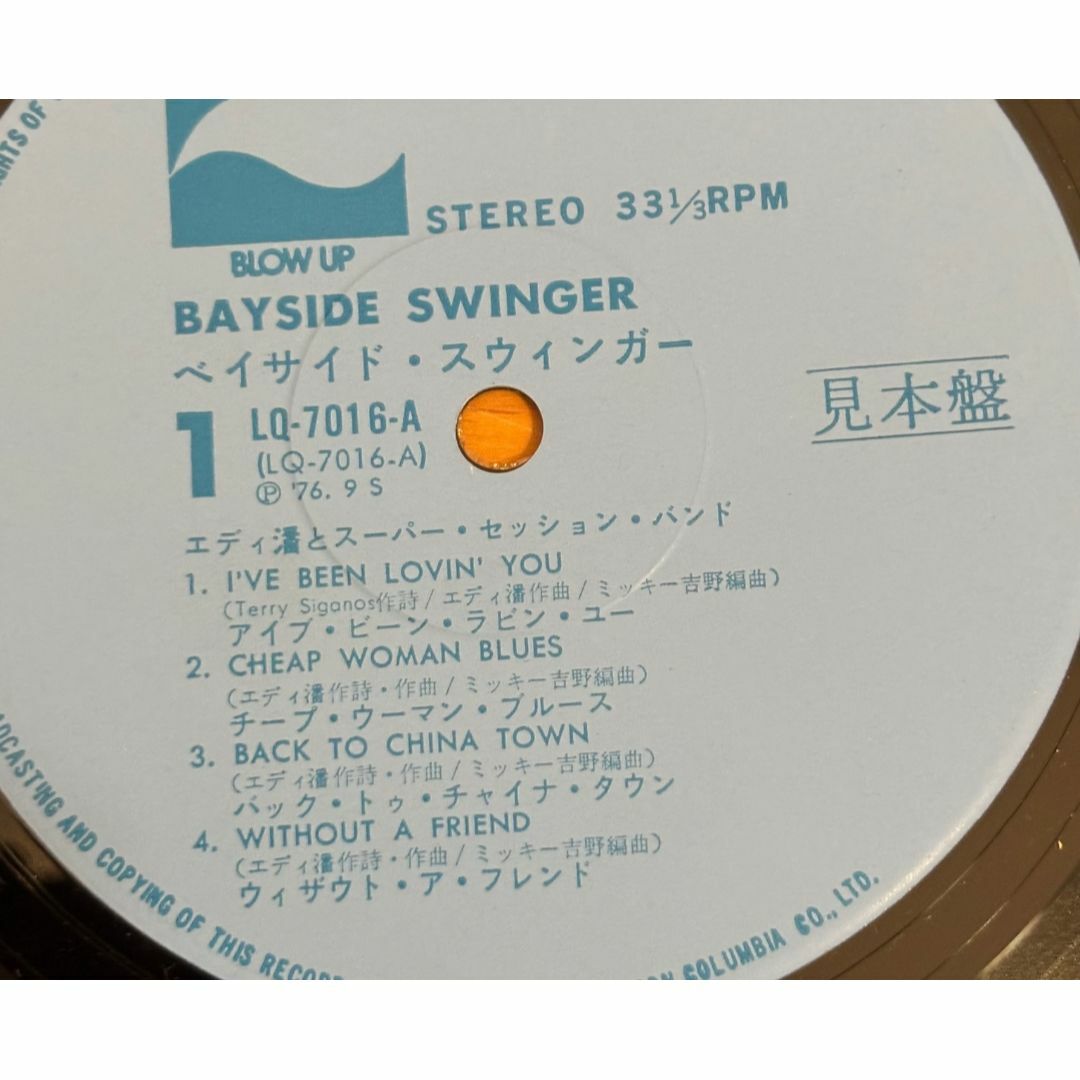 STEREO 33⅓RPM
BLOW UP
BAYSIDE SWINGER
ベイサイド・スウィンガー
1
LQ-7016-A
(LQ-7016-A)
Ⓟ '76. 9 S
見本盤
エディ潘とスーパー・セッション・バンド
1. I'VE BEEN LOVIN' YOU
(Terry Siganos作詩/エディ潘作曲/ミッキー吉野編曲)
アイブ・ビーン・ラビン・ユー
2. CHEAP WOMAN BLUES
(エディ潘作詩・作曲/ミッキー吉野編曲)
チープ・ウーマン・ブルース
3. BACK TO CHINA TOWN
(エディ潘作詩・作曲/ミッキー吉野編曲)
バック・トゥ・チャイナ・タウン
4. WITHOUT A FRIEND
(エディ潘作詩・作曲/ミッキー吉野編曲)
ウィザウト・ア・フレンド
OF
AND COPYING OF THIS
COLUMBIA CO., LTD.